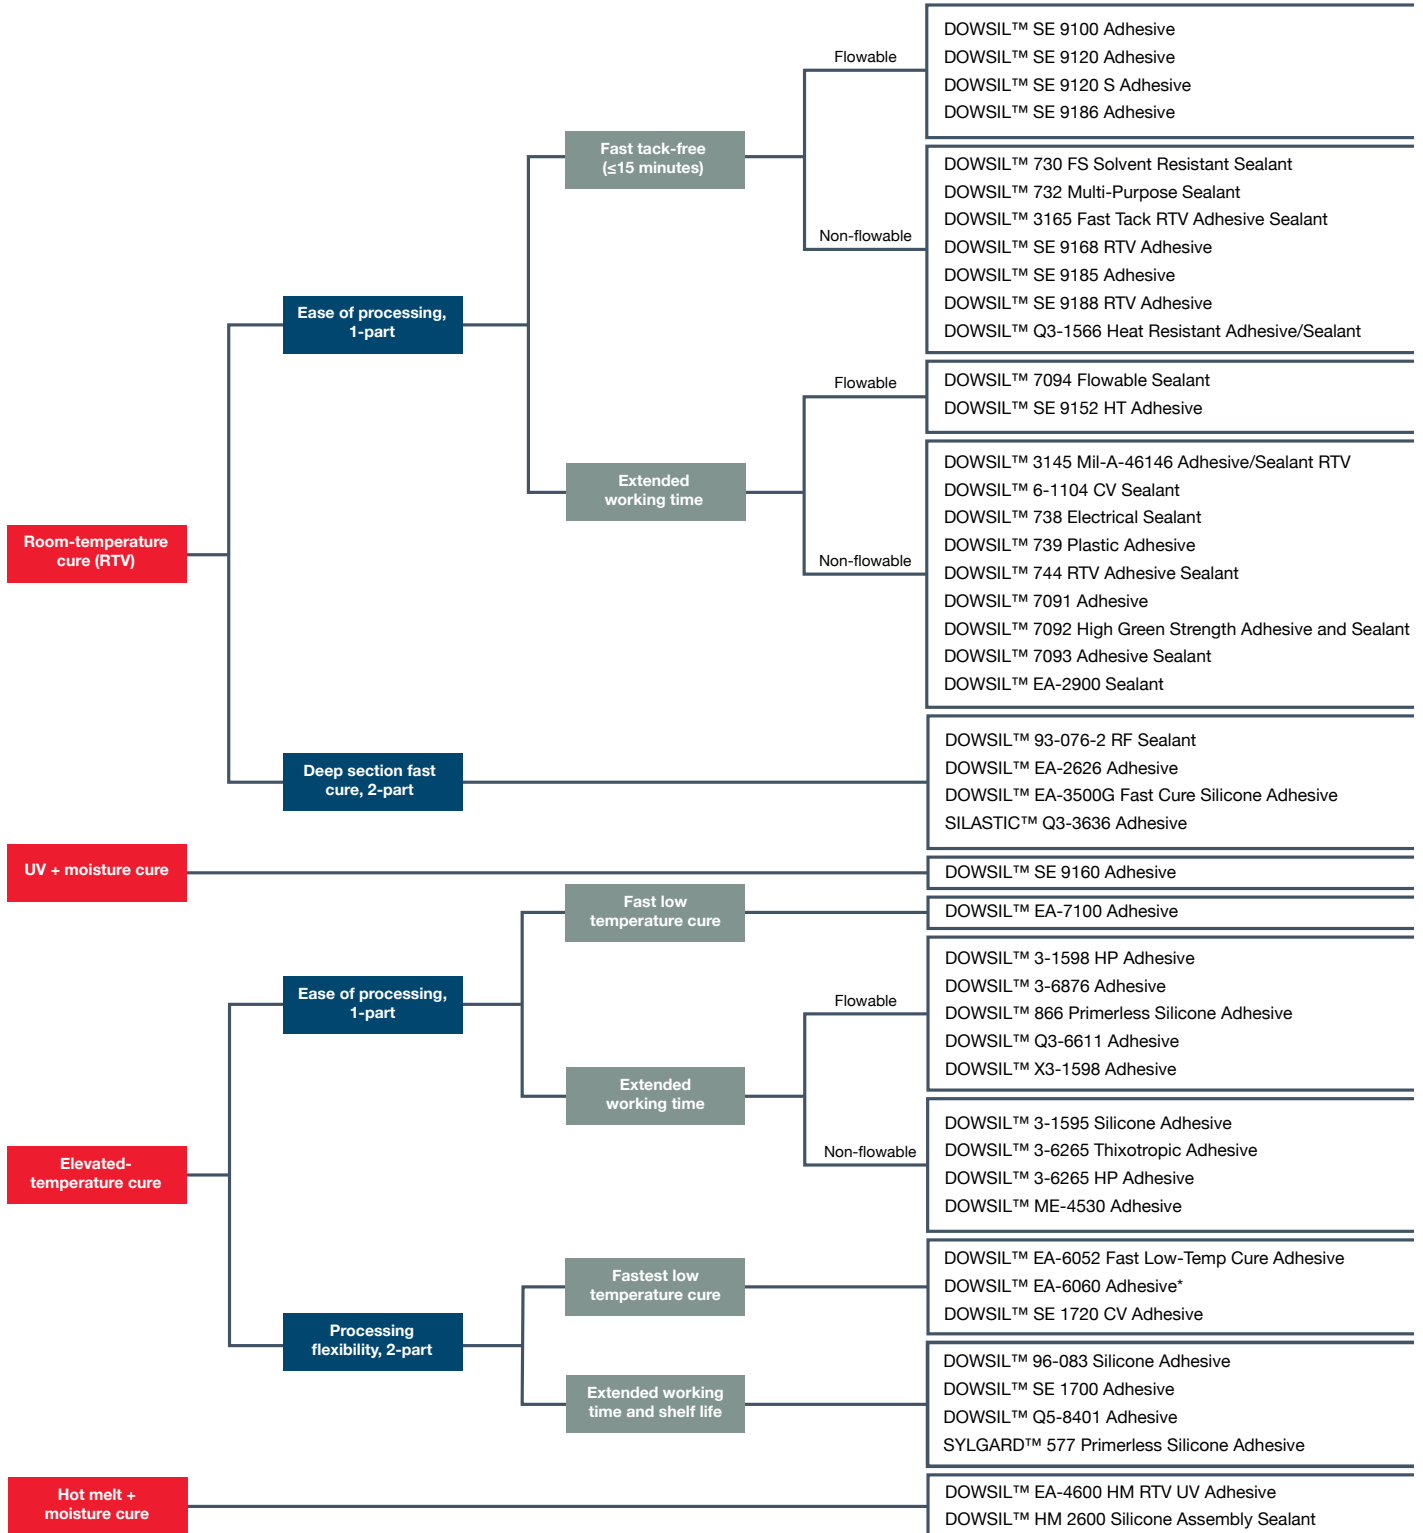 Room-temperature
cure (RTV)
Ease of processing,
1-part
Fast tack-free
(≤15 minutes)
Flowable
DOWSIL™ SE 9100 Adhesive
DOWSIL™ SE 9120 Adhesive
DOWSIL™ SE 9120 S Adhesive
DOWSIL™ SE 9186 Adhesive
Non-flowable
DOWSIL™ 730 FS Solvent Resistant Sealant
DOWSIL™ 732 Multi-Purpose Sealant
DOWSIL™ 3165 Fast Tack RTV Adhesive Sealant
DOWSIL™ SE 9168 RTV Adhesive
DOWSIL™ SE 9185 Adhesive
DOWSIL™ SE 9188 RTV Adhesive
DOWSIL™ Q3-1566 Heat Resistant Adhesive/Sealant
Extended
working time
Flowable
DOWSIL™ 7094 Flowable Sealant
DOWSIL™ SE 9152 HT Adhesive
Non-flowable
DOWSIL™ 3145 Mil-A-46146 Adhesive/Sealant RTV
DOWSIL™ 6-1104 CV Sealant
DOWSIL™ 738 Electrical Sealant
DOWSIL™ 739 Plastic Adhesive
DOWSIL™ 744 RTV Adhesive Sealant
DOWSIL™ 7091 Adhesive
DOWSIL™ 7092 High Green Strength Adhesive and Sealant
DOWSIL™ 7093 Adhesive Sealant
DOWSIL™ EA-2900 Sealant
Deep section fast
cure, 2-part
DOWSIL™ 93-076-2 RF Sealant
DOWSIL™ EA-2626 Adhesive
DOWSIL™ EA-3500G Fast Cure Silicone Adhesive
SILASTIC™ Q3-3636 Adhesive
UV + moisture cure
DOWSIL™ SE 9160 Adhesive
Elevated-
temperature cure
Ease of processing,
1-part
Fast low
temperature cure
DOWSIL™ EA-7100 Adhesive
Extended
working time
Flowable
DOWSIL™ 3-1598 HP Adhesive
DOWSIL™ 3-6876 Adhesive
DOWSIL™ 866 Primerless Silicone Adhesive
DOWSIL™ Q3-6611 Adhesive
DOWSIL™ X3-1598 Adhesive
Non-flowable
DOWSIL™ 3-1595 Silicone Adhesive
DOWSIL™ 3-6265 Thixotropic Adhesive
DOWSIL™ 3-6265 HP Adhesive
DOWSIL™ ME-4530 Adhesive
Processing
flexibility, 2-part
Fastest low
temperature cure
DOWSIL™ EA-6052 Fast Low-Temp Cure Adhesive
DOWSIL™ EA-6060 Adhesive*
DOWSIL™ SE 1720 CV Adhesive
Extended working
time and shelf life
DOWSIL™ 96-083 Silicone Adhesive
DOWSIL™ SE 1700 Adhesive
DOWSIL™ Q5-8401 Adhesive
SYLGARD™ 577 Primerless Silicone Adhesive
Hot melt +
moisture cure
DOWSIL™ EA-4600 HM RTV UV Adhesive
DOWSIL™ HM 2600 Silicone Assembly Sealant